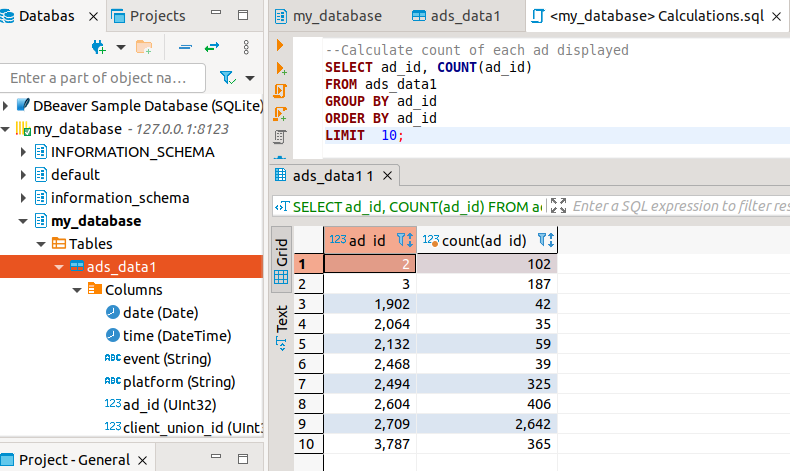 Databas
Projects
Enter a part of object na…
DBeaver Sample Database (SQLite)
my_database - 127.0.0.1:8123
INFORMATION_SCHEMA
default
information_schema
my_database
Tables
ads_data1
Columns
date (Date)
time (DateTime)
ABC event (String)
ABC platform (String)
123 ad_id (UInt32)
123 client_union_id (UInt
Project - General
my_database
ads_data1
<my_database> Calculations.sql
--Calculate count of each ad displayed
SELECT ad_id, COUNT(ad_id)
FROM ads_data1
GROUP BY ad_id
ORDER BY ad_id
LIMIT  10;
ads_data1 1
SELECT ad_id, COUNT(ad_id) FROM a
Enter a SQL expression to filter res
Grid
Text
123 ad_id 123 count(ad_id)
1 2 102
2 3 187
3 1,902 42
4 2,064 35
5 2,132 59
6 2,468 39
7 2,494 325
8 2,604 406
9 2,709 2,642
10 3,787 365